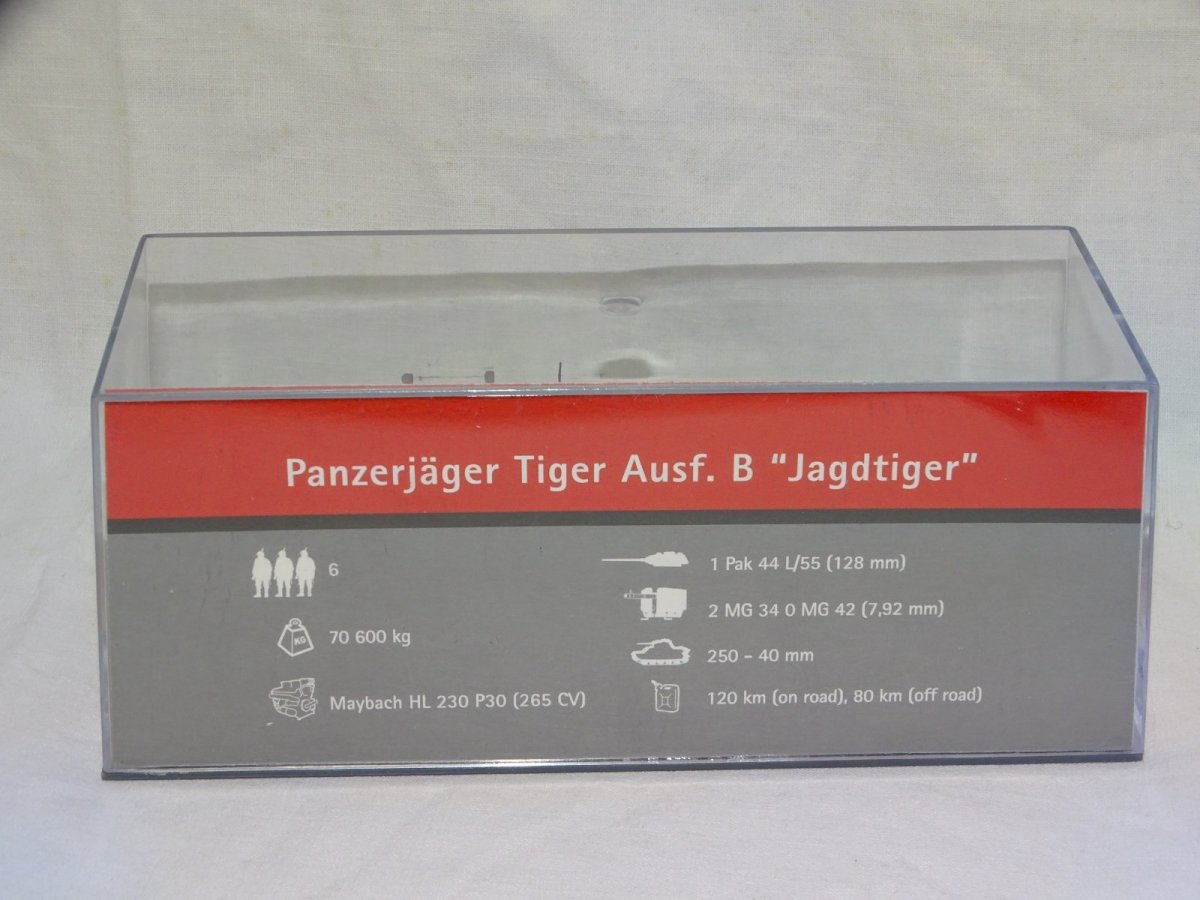 Panzerjäger Tiger Ausf. B "Jagdtiger"
6
KG
70 600 kg
Maybach HL 230 P30 (265 CV)
1 Pak 44 L/55 (128 mm)
2 MG 34 0 MG 42 (7,92 mm)
250 – 40 mm
120 km (on road), 80 km (off road)